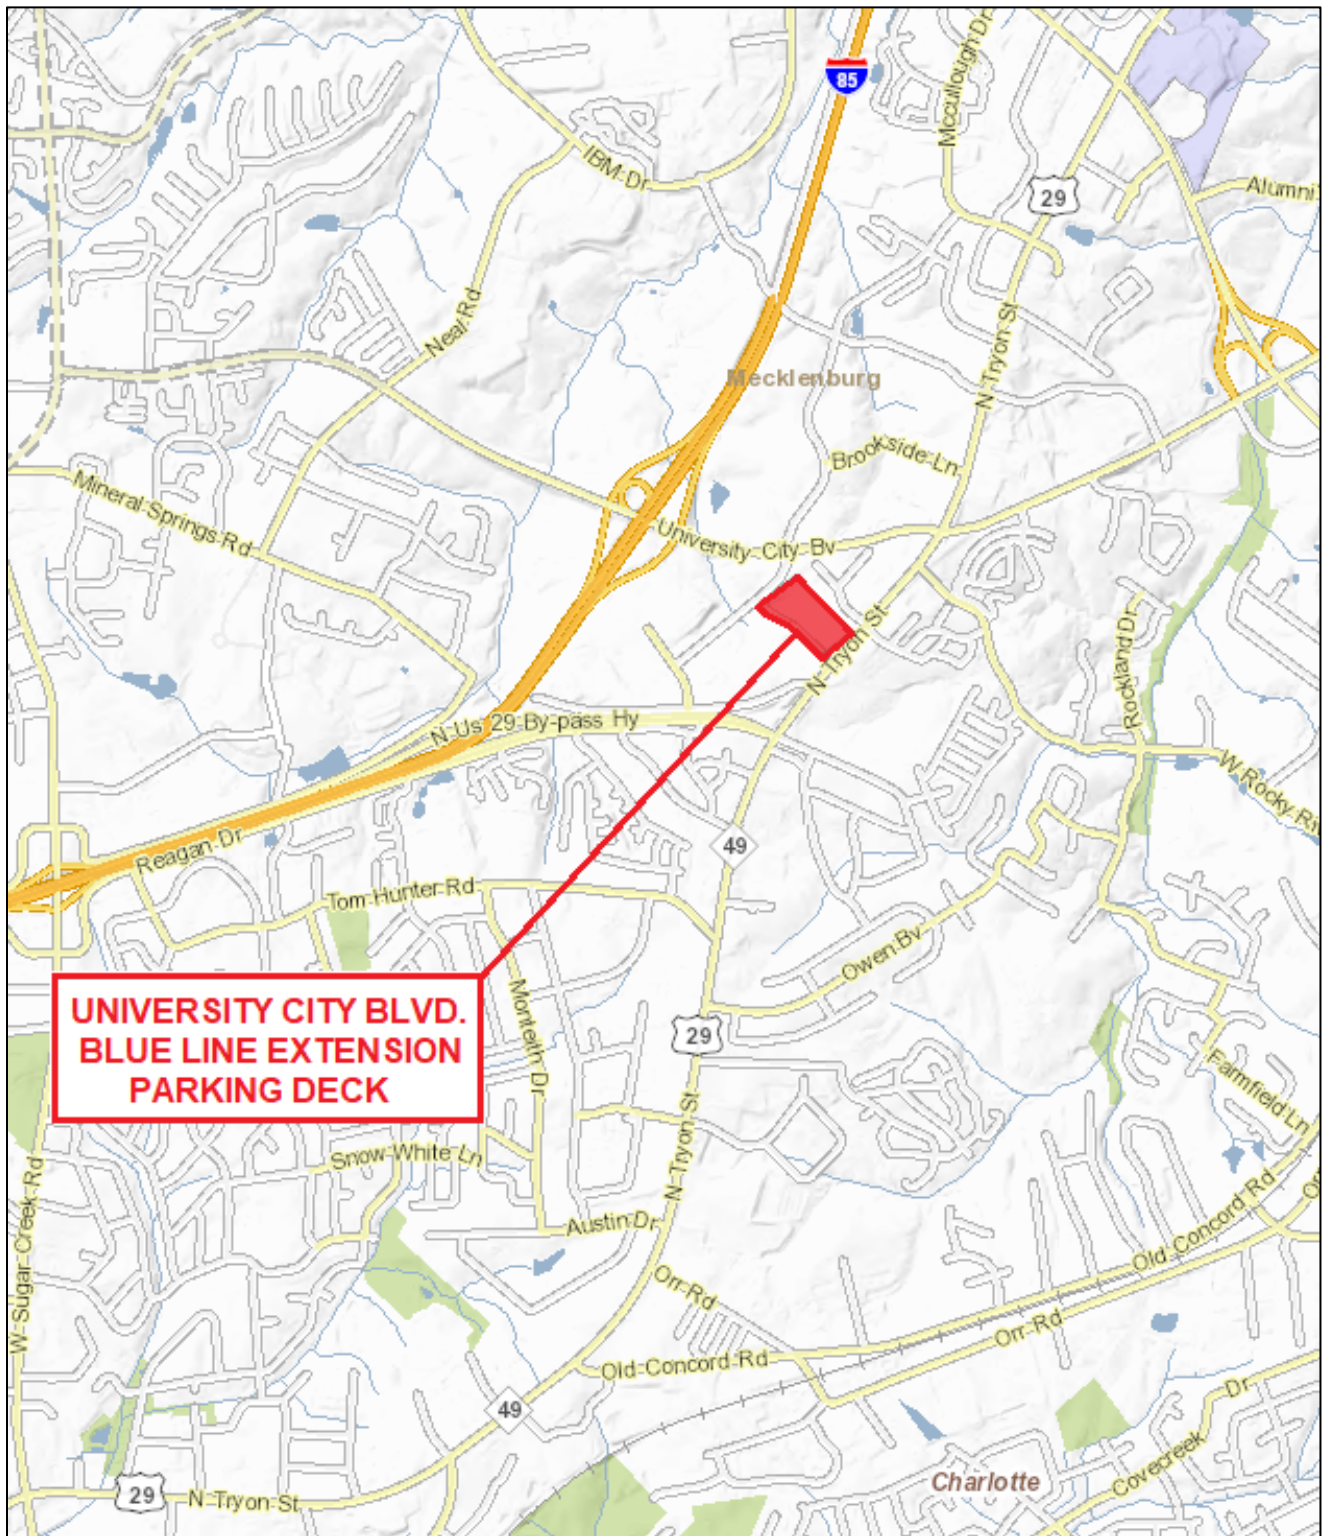 85
Mccullough Dr
IBM-Dr
29
Alumni
Neal Rd
N-Tryon-St
Mecklenburg
Brookside-Ln
Mineral-Springs-Rd
University-City-Bv
Rockland-Dr
N-Tryon-St
N-Us 29-By-pass Hy
W-Rocky-R
49
Reagan-Dr
Tom-Hunter-Rd
Owen-Bv
UNIVERSITY CITY BLVD.
BLUE LINE EXTENSION
PARKING DECK
Monteith-Dr
29
Farmfield Ln
N-Tryon-St
Snow-White-Ln
W-Sugar-Creek-Rd
Austin-Dr
Old-Concord-Rd
Orr-Rd
Orr-Rd
Old-Concord-Rd
49
Dr
Covecreek
Charlotte
29
N-Tryon-St